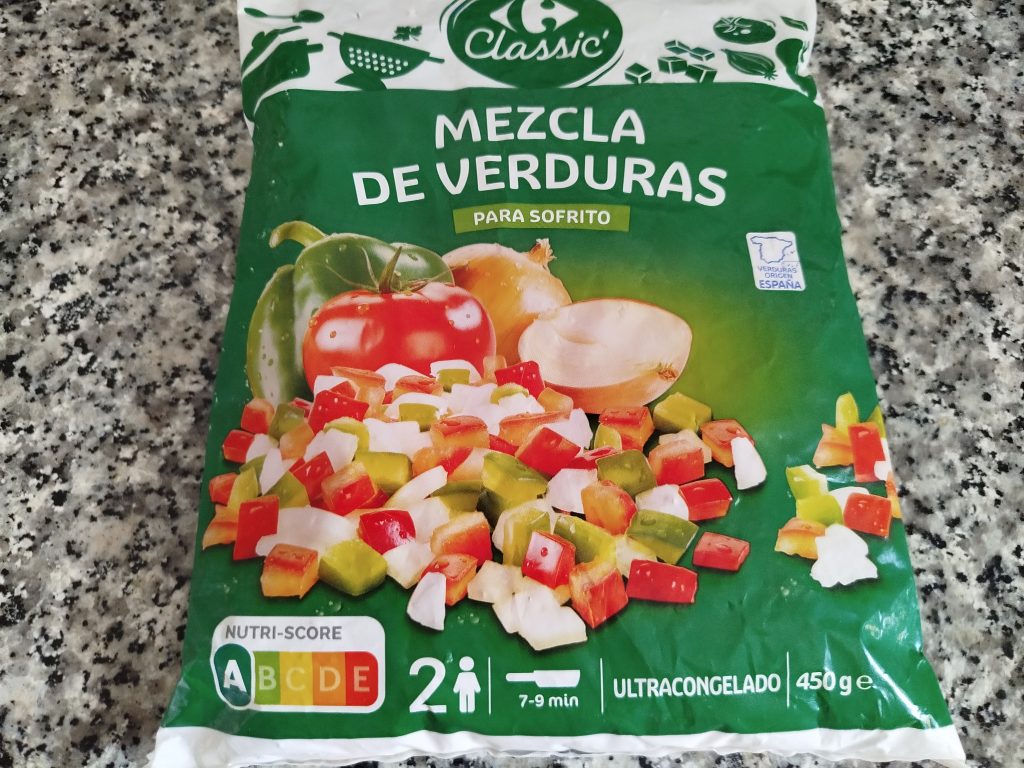 Classic'
MEZCLA
DE VERDURAS
PARA SOFRITO
VERDURAS
ORIGEN
ESPAÑA
NUTRI-SCORE
A B C D E
2
7-9 min
ULTRACONGELADO
450 g e